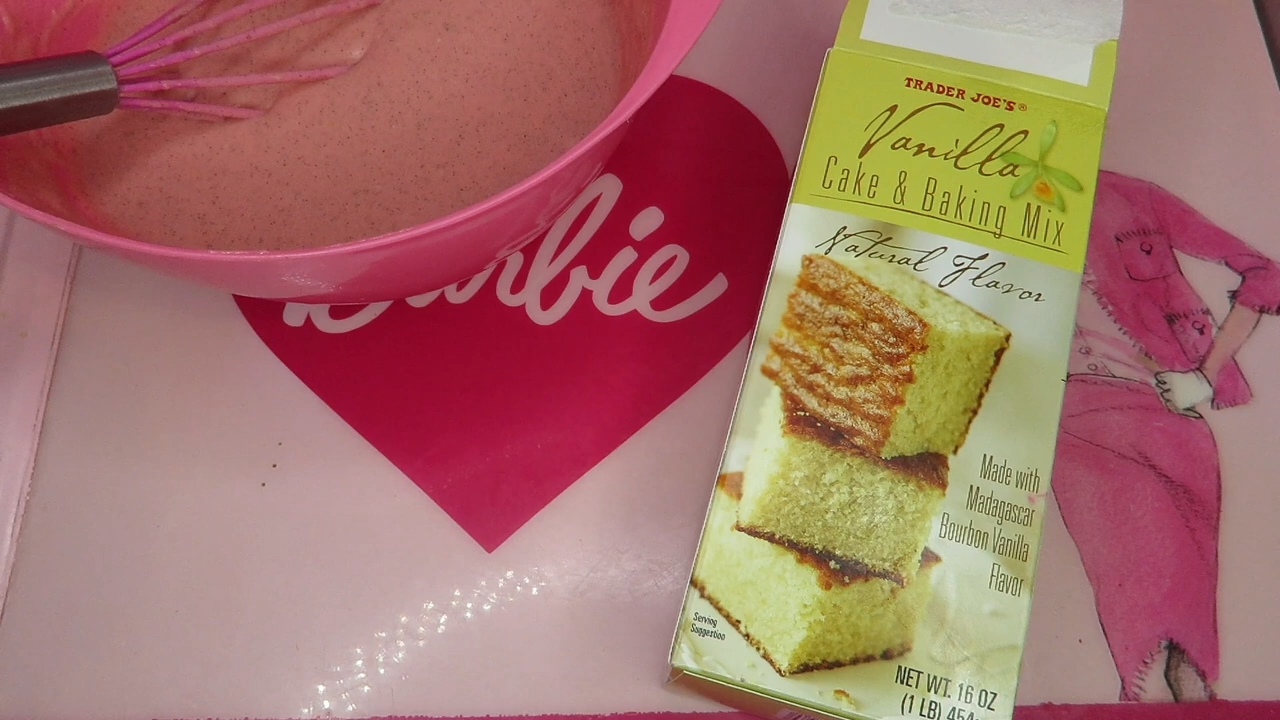 Barbie
TRADER JOE'S®
Vanilla
Cake & Baking Mix
Natural Flavor
Made with
Madagascar
Bourbon Vanilla
Flavor
Serving
Suggestion
NET WT. 16 OZ
(1 LB) 454